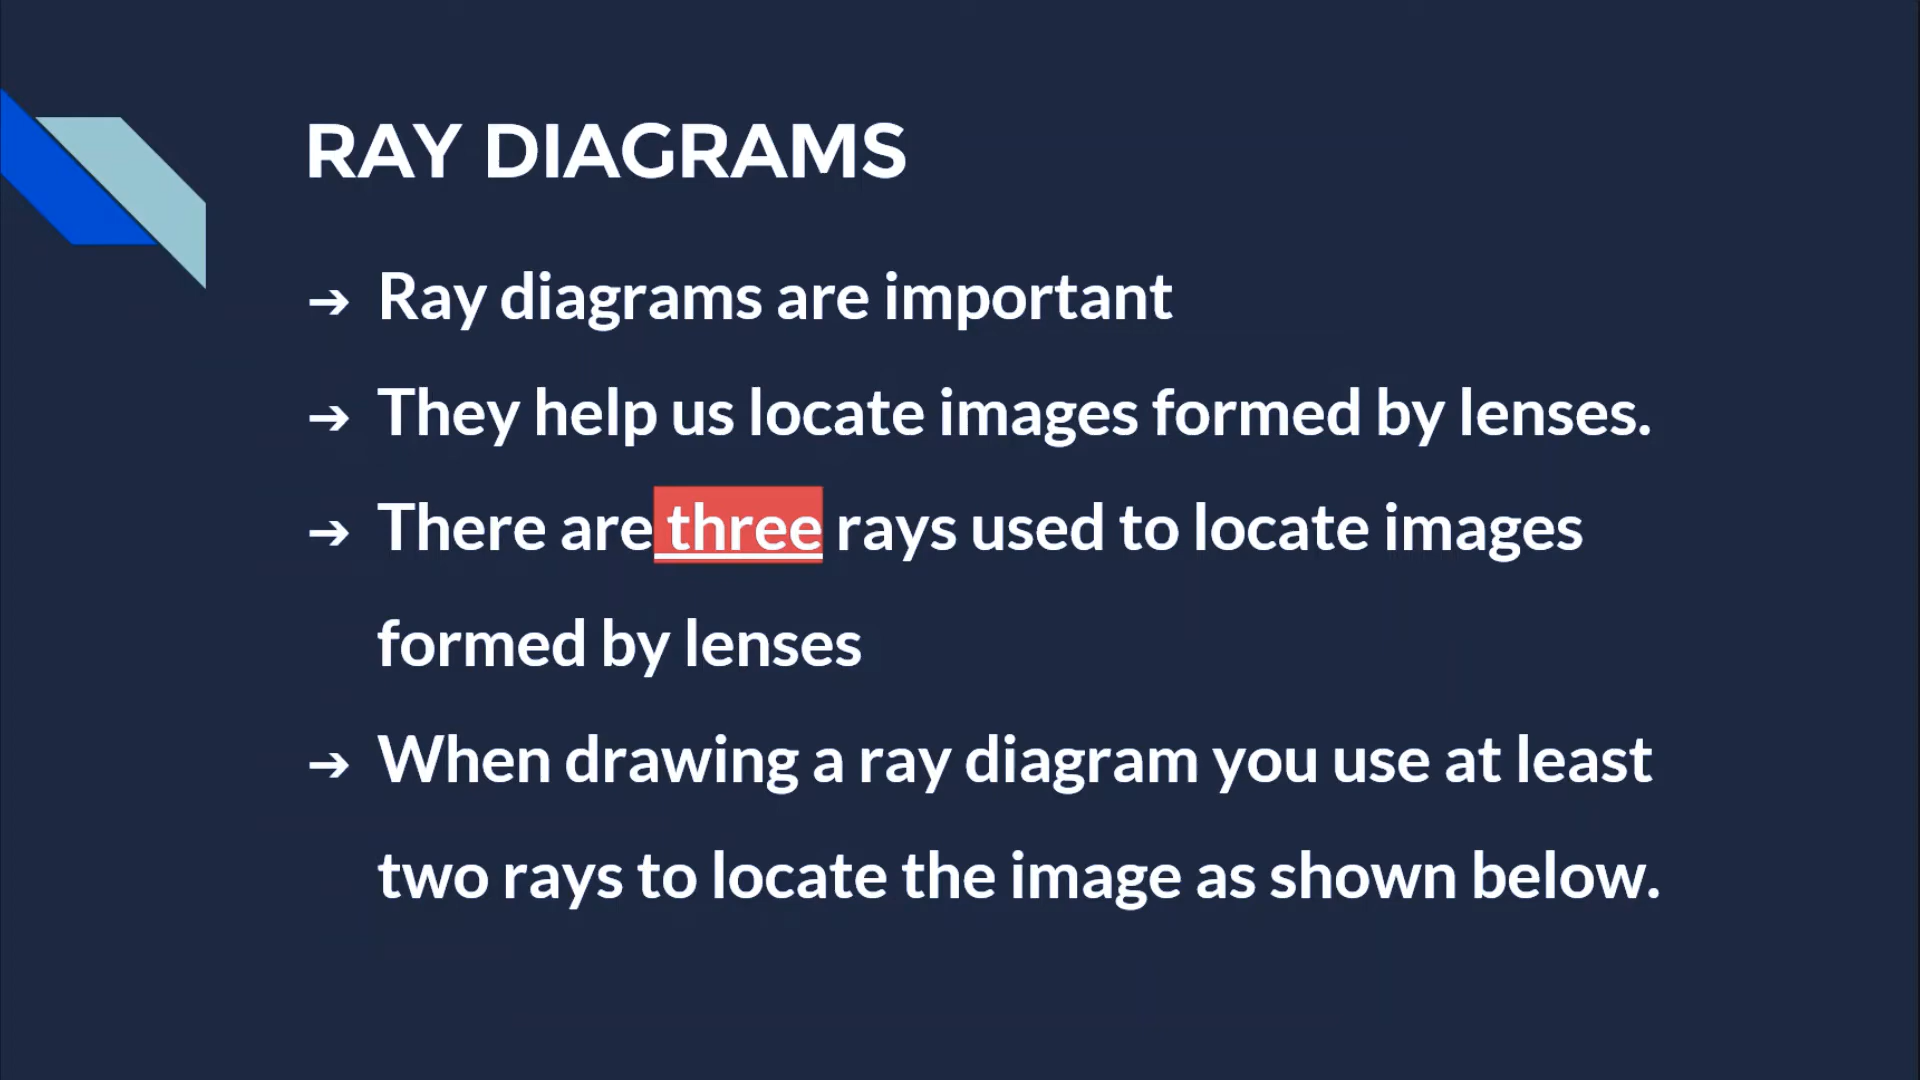 RAY DIAGRAMS
➔ Ray diagrams are important
➔ They help us locate images formed by lenses.
➔ There are three rays used to locate images
formed by lenses
➔ When drawing a ray diagram you use at least
two rays to locate the image as shown below.